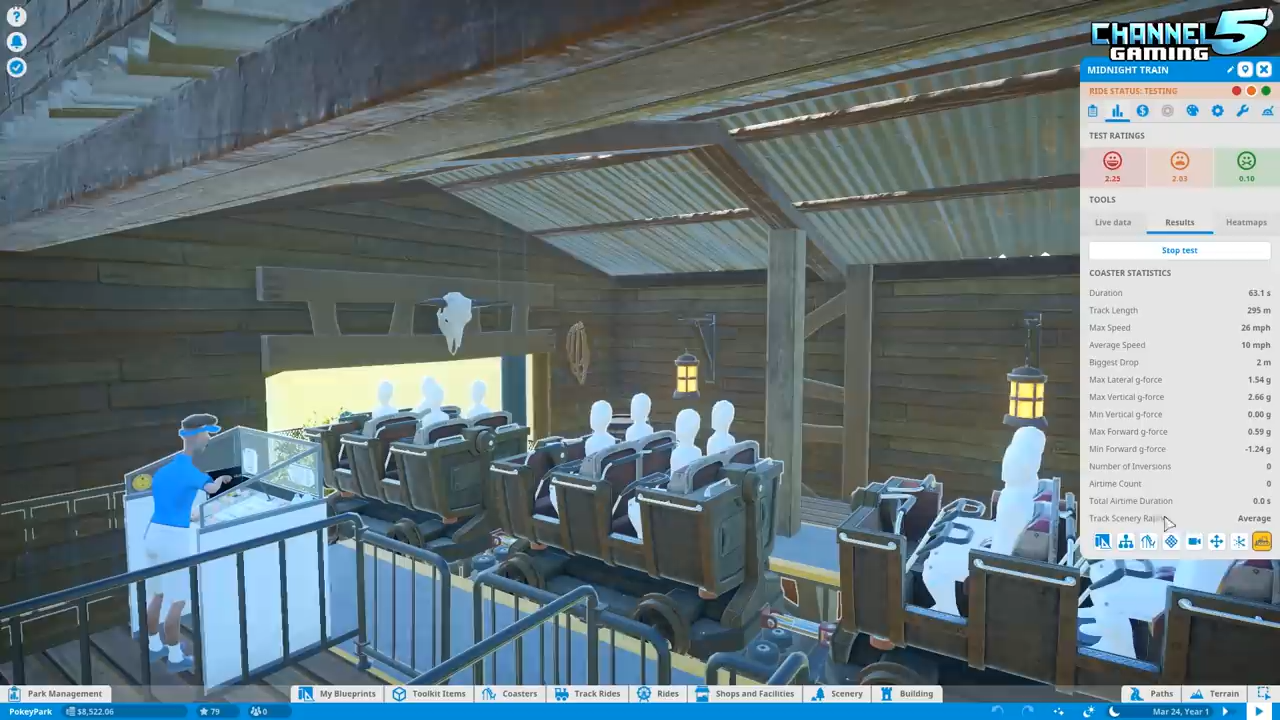 CHANNEL 5
GAMING
MIDNIGHT TRAIN
RIDE STATUS: TESTING
TEST RATINGS
2.25 2.03 0.10
TOOLS
Live data Results Heatmaps
Stop test
COASTER STATISTICS
Duration 63.1 s
Track Length 295 m
Max Speed 26 mph
Average Speed 10 mph
Biggest Drop 2 m
Max Lateral g-force 1.54 g
Max Vertical g-force 2.66 g
Min Vertical g-force 0.00 g
Max Forward g-force 0.59 g
Min Forward g-force -1.24 g
Number of Inversions 0
Airtime Count 0
Total Airtime Duration 0.0 s
Track Scenery Average
Park Management My Blueprints Toolkit Items Coasters Track Rides Rides Shops and Facilities Scenery Building Paths Terrain
PokeyPark $8,522.06 79 0 Mar 24, Year 1